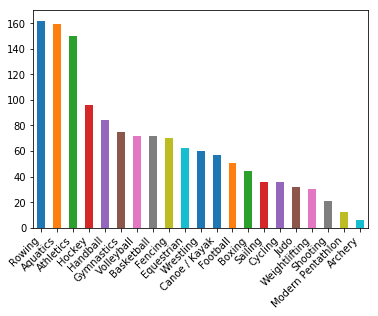 160
140
120
100
80
60
40
20
0
Rowing
Aquatics
Athletics
Hockey
Handball
Gymnastics
Volleyball
Basketball
Fencing
Equestrian
Wrestling
Canoe / Kayak
Football
Boxing
Sailing
Cycling
Judo
Weightlifting
Shooting
Modern Pentathlon
Archery